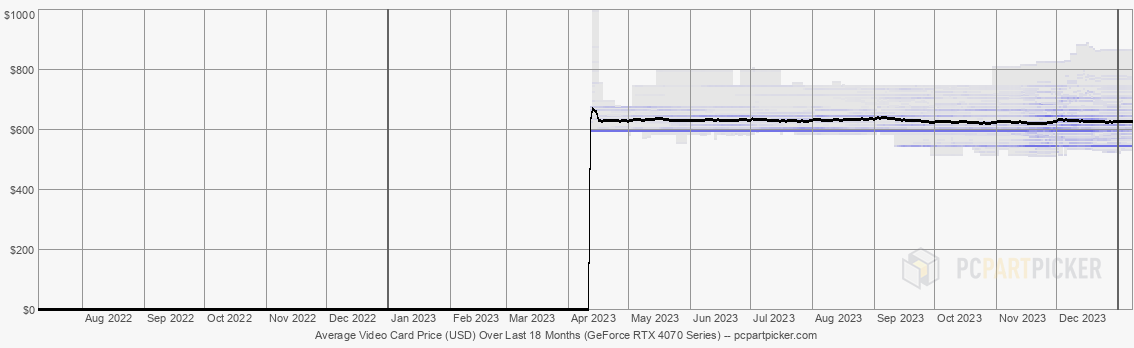 $1000
$800
$600
$400
$200
$0
Aug 2022 Sep 2022 Oct 2022 Nov 2022 Dec 2022 Jan 2023 Feb 2023 Mar 2023 Apr 2023 May 2023 Jun 2023 Jul 2023 Aug 2023 Sep 2023 Oct 2023 Nov 2023 Dec 2023
Average Video Card Price (USD) Over Last 18 Months (GeForce RTX 4070 Series) -- pcpartpicker.com
PCPARTPICKER